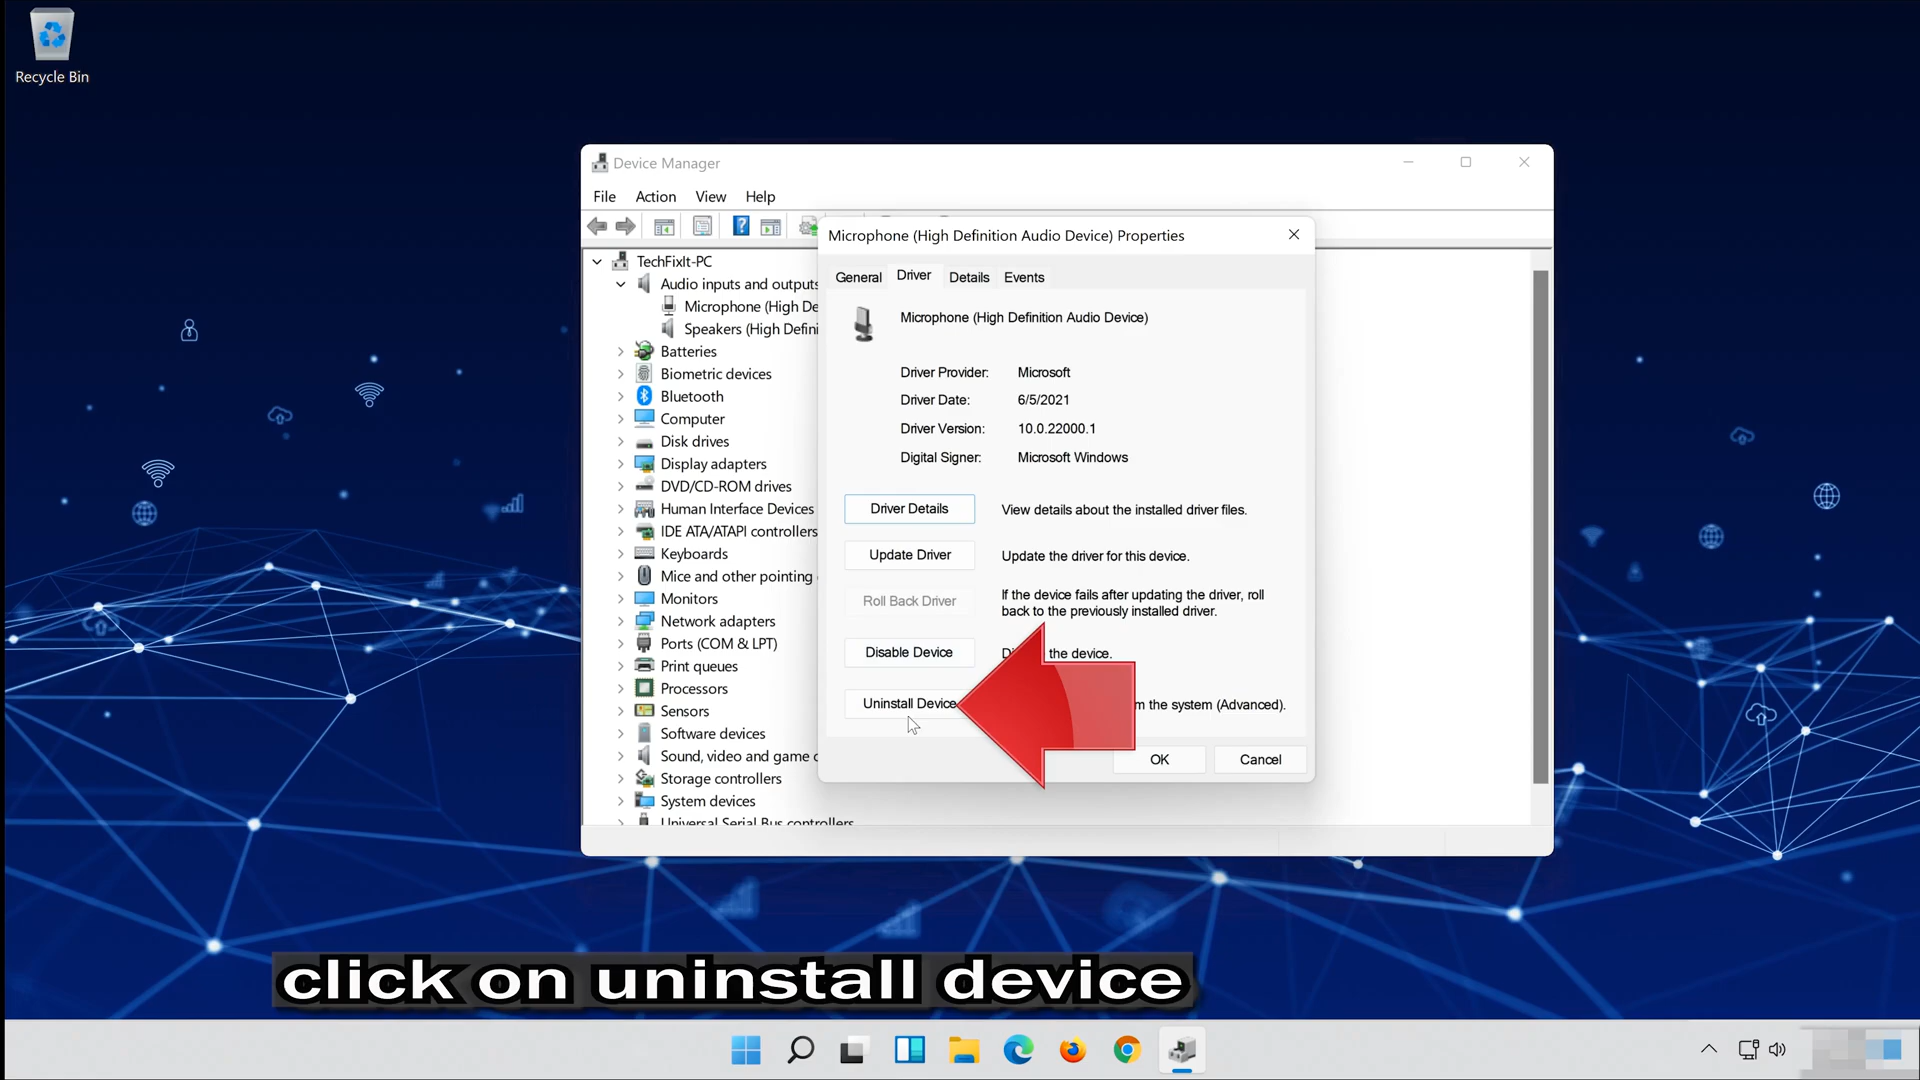 Recycle Bin
Device Manager
File Action View Help
TechFixIt-PC
Audio inputs and outputs
Microphone (High De
Speakers (High Defini
Batteries
Biometric devices
Bluetooth
Computer
Disk drives
Display adapters
DVD/CD-ROM drives
Human Interface Devices
IDE ATA/ATAPI controllers
Keyboards
Mice and other pointing
Monitors
Network adapters
Ports (COM & LPT)
Print queues
Processors
Sensors
Software devices
Sound, video and game c
Storage controllers
System devices
Universal Serial Bus controllers
Microphone (High Definition Audio Device) Properties
General Driver Details Events
Microphone (High Definition Audio Device)
Driver Provider: Microsoft
Driver Date: 6/5/2021
Driver Version: 10.0.22000.1
Digital Signer: Microsoft Windows
Driver Details View details about the installed driver files.
Update Driver Update the driver for this device.
Roll Back Driver If the device fails after updating the driver, roll
back to the previously installed driver.
Disable Device the device.
Uninstall Device the system (Advanced).
OK Cancel
click on uninstall device